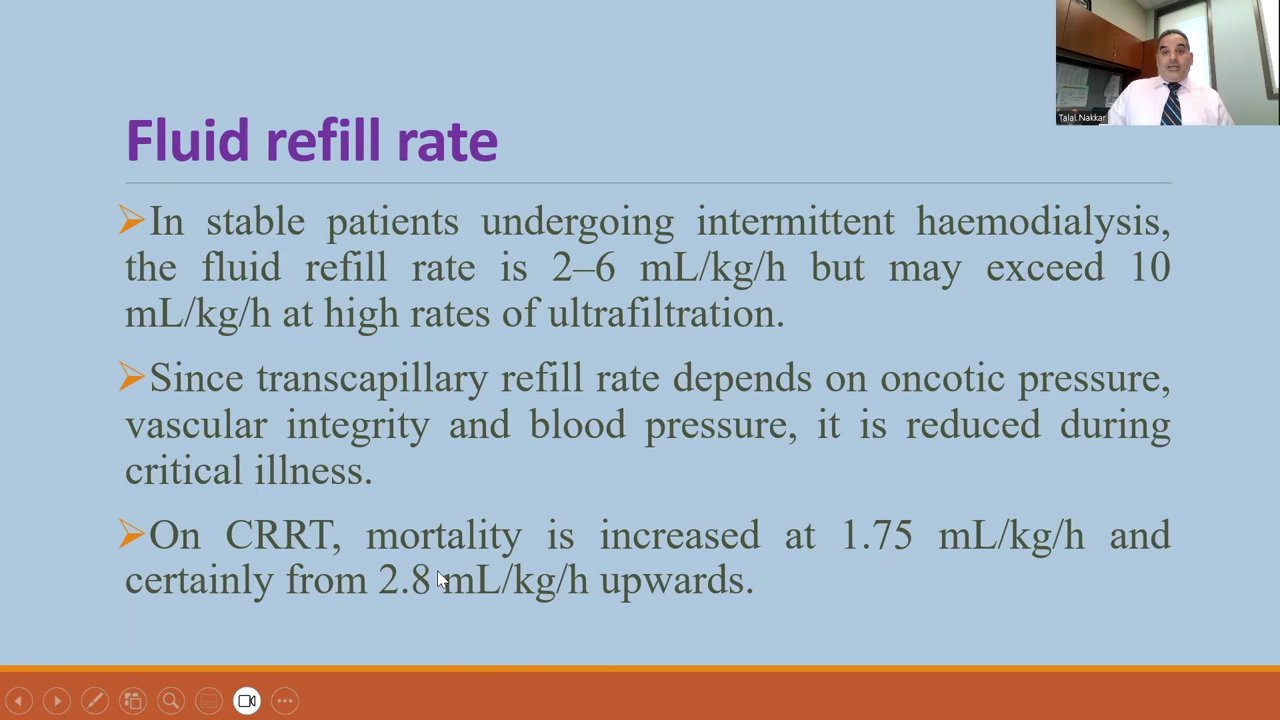 Talal Nakkar
Fluid refill rate
➢In stable patients undergoing intermittent haemodialysis,
the fluid refill rate is 2–6 mL/kg/h but may exceed 10
mL/kg/h at high rates of ultrafiltration.
➢Since transcapillary refill rate depends on oncotic pressure,
vascular integrity and blood pressure, it is reduced during
critical illness.
➢On CRRT, mortality is increased at 1.75 mL/kg/h and
certainly from 2.8 mL/kg/h upwards.